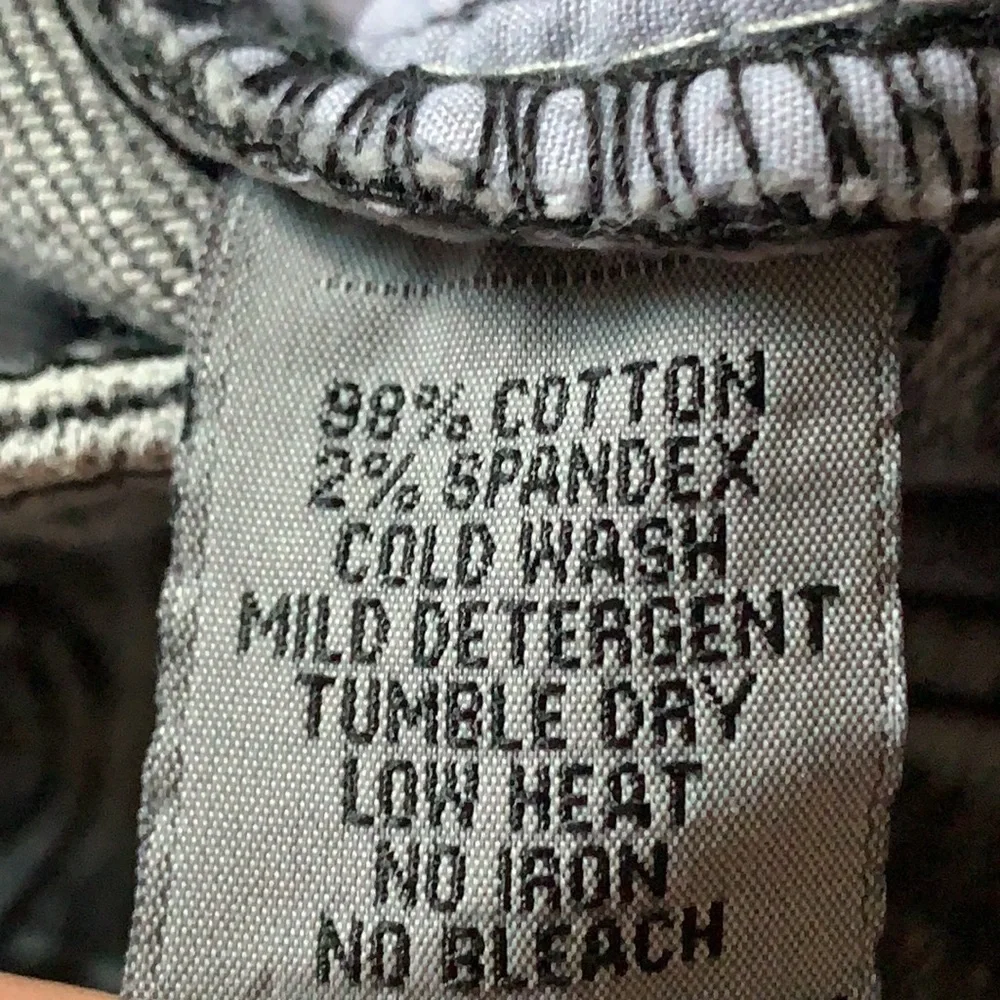 98% COTTON
2% SPANDEX
COLD WASH
MILD DETERGENT
TUMBLE DRY
LOW HEAT
NO IRON
NO BLEACH